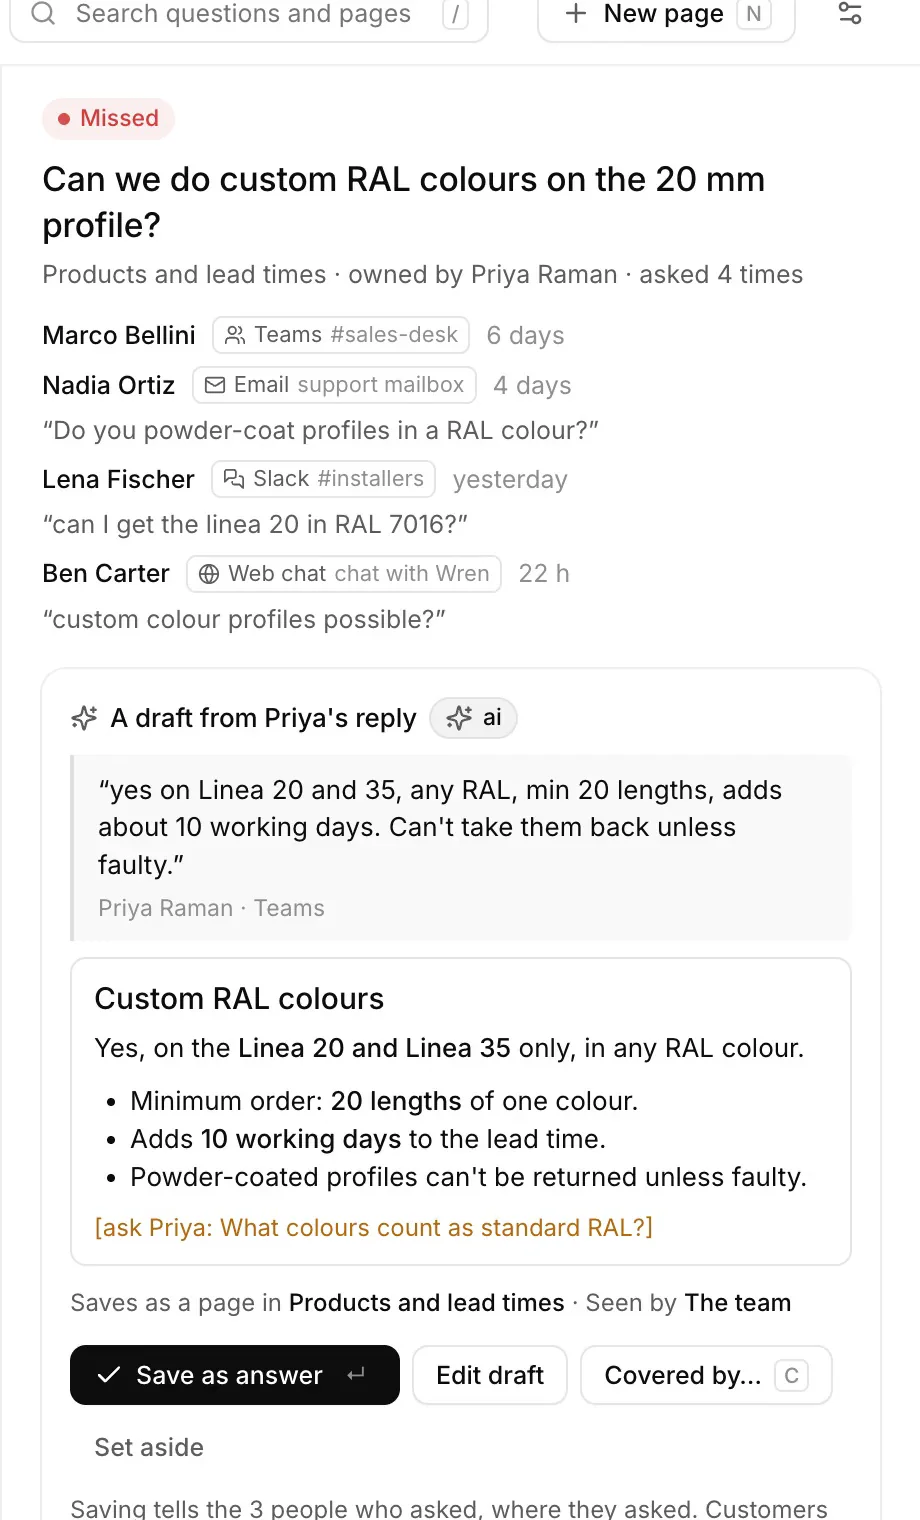 Search questions and pages /
New page N
Missed
Can we do custom RAL colours on the 20 mm
profile?
Products and lead times · owned by Priya Raman · asked 4 times
Marco Bellini Teams #sales-desk 6 days
Nadia Ortiz Email support mailbox 4 days
“Do you powder-coat profiles in a RAL colour?”
Lena Fischer Slack #installers yesterday
“can I get the linea 20 in RAL 7016?”
Ben Carter Web chat chat with Wren 22 h
“custom colour profiles possible?”
A draft from Priya's reply ai
“yes on Linea 20 and 35, any RAL, min 20 lengths, adds
about 10 working days. Can't take them back unless
faulty.”
Priya Raman · Teams
Custom RAL colours
Yes, on the Linea 20 and Linea 35 only, in any RAL colour.
• Minimum order: 20 lengths of one colour.
• Adds 10 working days to the lead time.
• Powder-coated profiles can't be returned unless faulty.
[ask Priya: What colours count as standard RAL?]
Saves as a page in Products and lead times · Seen by The team
Save as answer ↵
Edit draft
Covered by... C
Set aside
Saving tells the 3 people who asked, where they asked. Customers